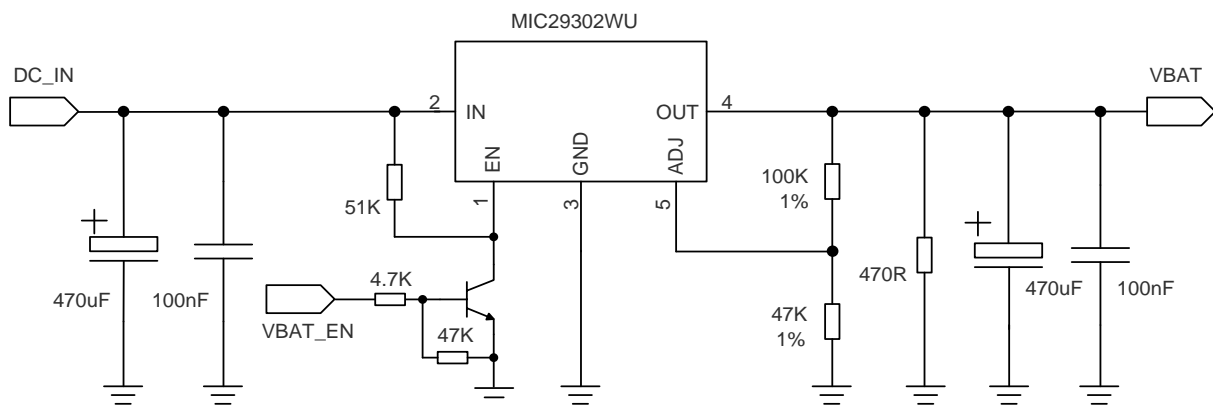 MIC29302WU
DC_IN
VBAT
2
IN
OUT
4
EN
GND
ADJ
1
3
5
51K
100K
1%
470uF
100nF
4.7K
VBAT_EN
47K
47K
1%
470R
470uF
100nF